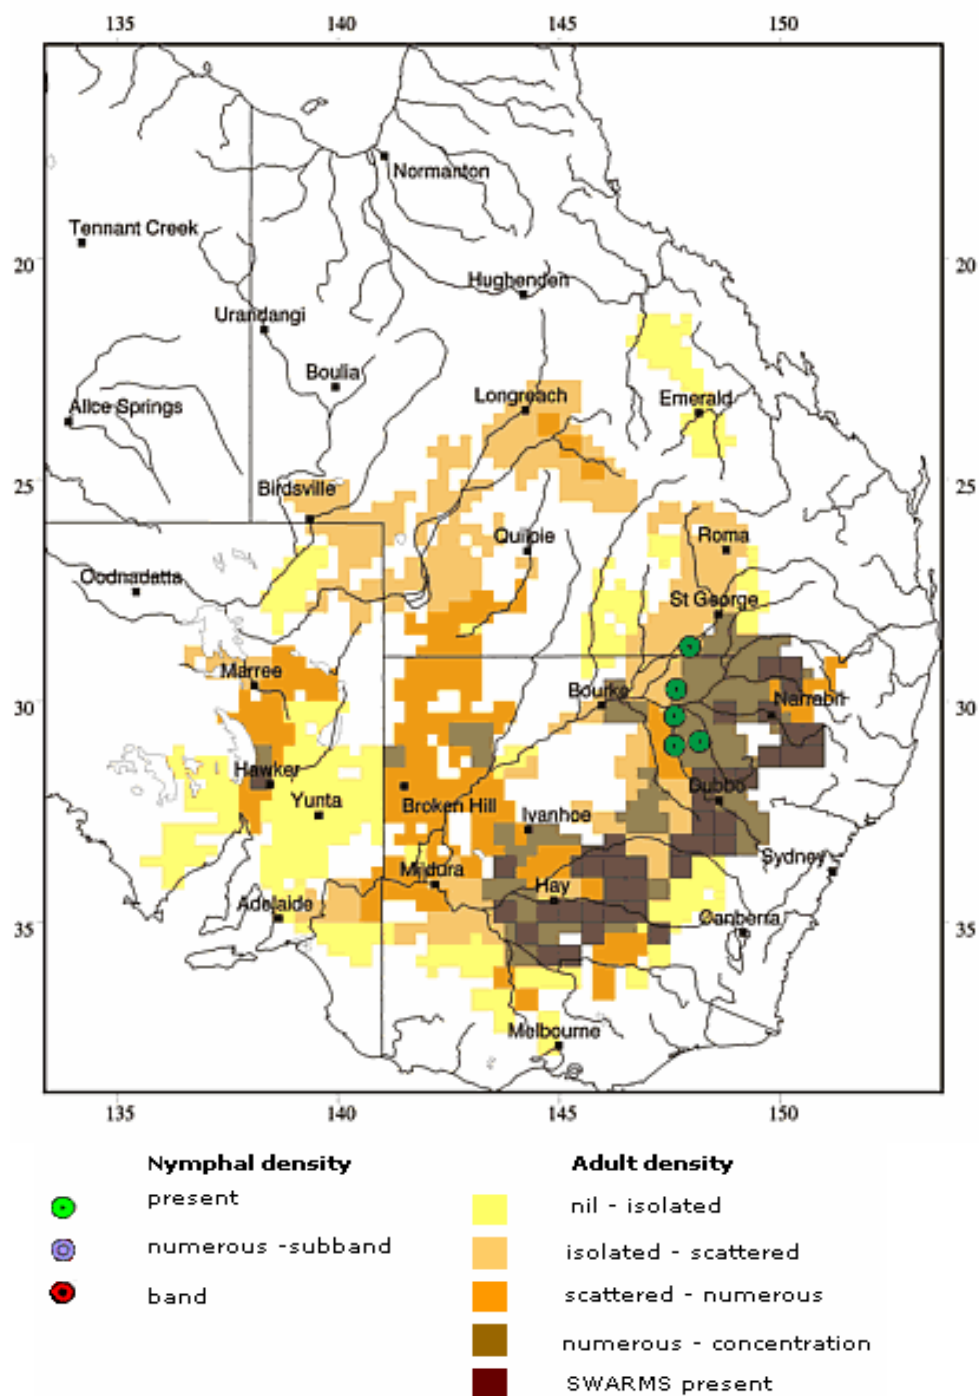 135 140 145 150
Normanton
Tennant Creek
20 20
Hughenden
Urandangi
Boulia
Longreach
Emerald
Alice Springs
25 25
Birdsville
Quilpie
Roma
Oodnadatta
St George
Marree
Bourke
Narrabri
30 30
Hawker
Yunta
Broken Hill
Dubbo
Ivanhoe
Sydney
Mildura
Hay
Adelaide
Canberra
35 35
Melbourne
135 140 145 150
Nymphal density
present
numerous -subband
band
Adult density
nil - isolated
isolated - scattered
scattered - numerous
numerous - concentration
SWARMS present